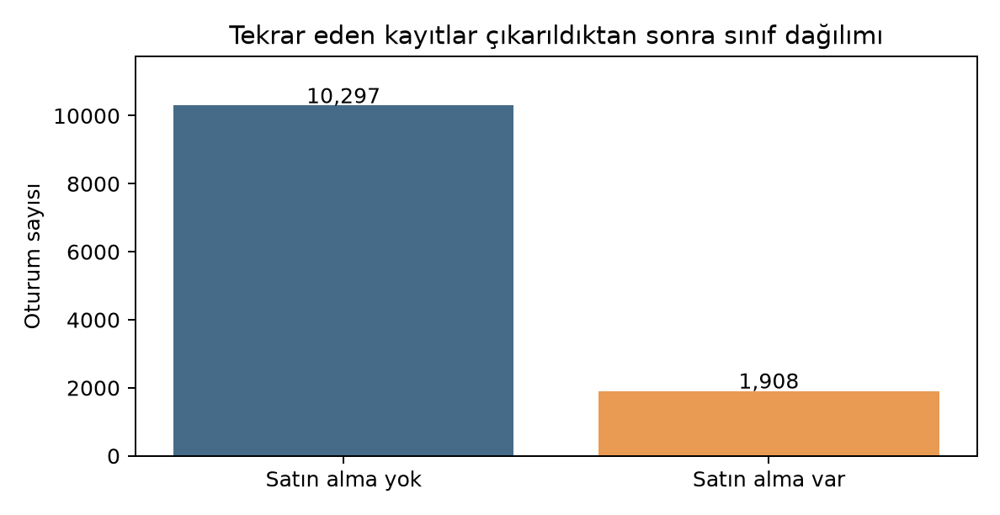 Tekrar eden kayıtlar çıkarıldıktan sonra sınıf dağılımı
10,297
1,908
10000
8000
6000
4000
2000
0
Oturum sayısı
Satın alma yok
Satın alma var